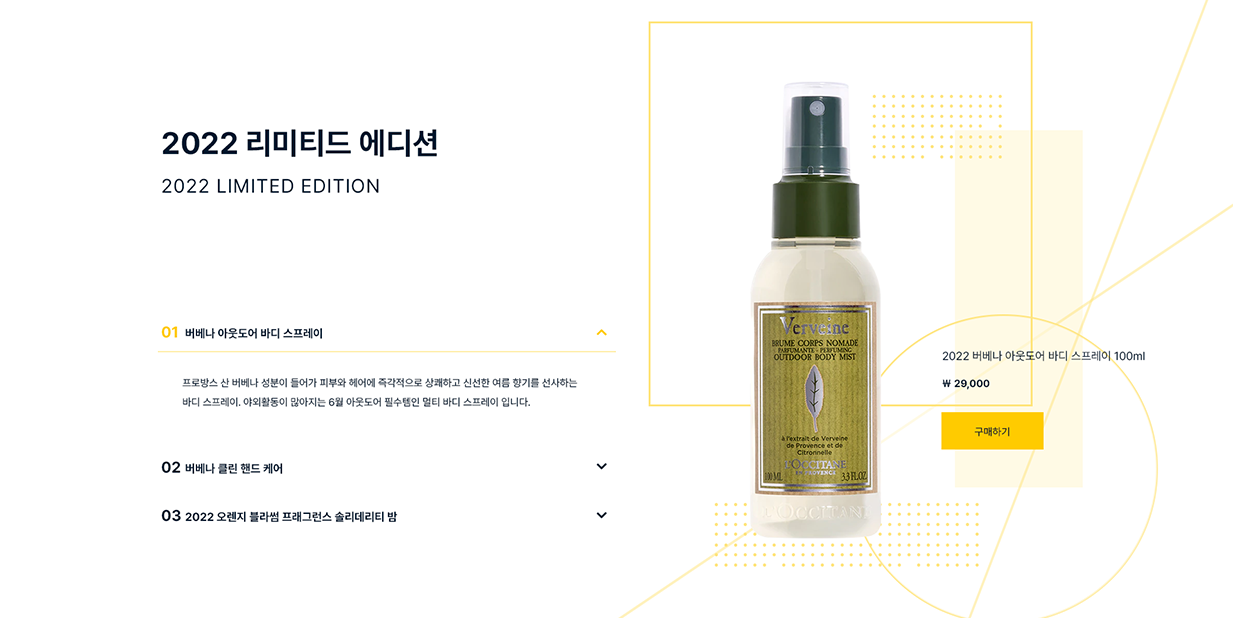 2022 리미티드 에디션
2022 LIMITED EDITION
01 버베나 아웃도어 바디 스프레이
프로방스 산 버베나 성분이 들어가 피부와 헤어에 즉각적으로 상쾌하고 신선한 여름 향기를 선사하는
바디 스프레이. 야외활동이 많아지는 6월 아웃도어 필수템인 멀티 바디 스프레이 입니다.
02 버베나 클린 핸드 케어
03 2022 오렌지 블라썸 프래그런스 솔리데리티 밤
Verveine
BRUME CORPS NOMADE
PARFUMANTE - PERFUMING
OUTDOOR BODY MIST
à l'extrait de Verveine
de Provence et de
Citronnelle
L'OCCITANE
EN PROVENCE
100 ML 3.3 FL.OZ.
L'OCCITANE
2022 버베나 아웃도어 바디 스프레이 100ml
₩ 29,000
구매하기